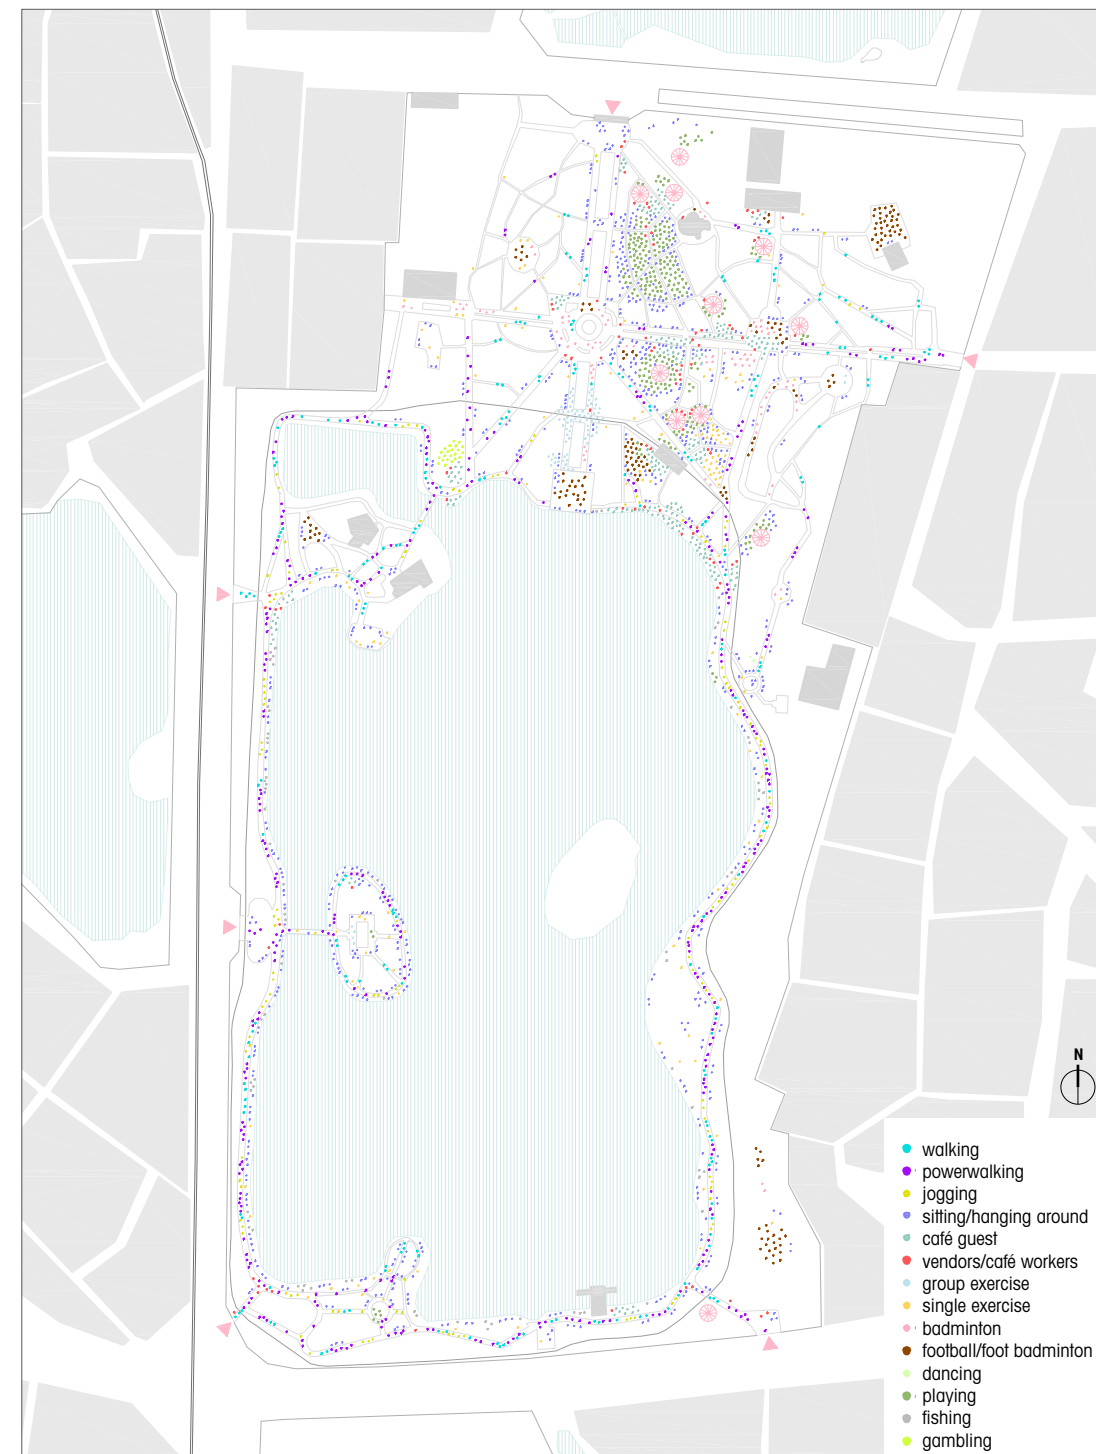 N
walking
powerwalking
jogging
sitting/hanging around
café guest
vendors/café workers
group exercise
single exercise
badminton
football/foot badminton
dancing
playing
fishing
gambling